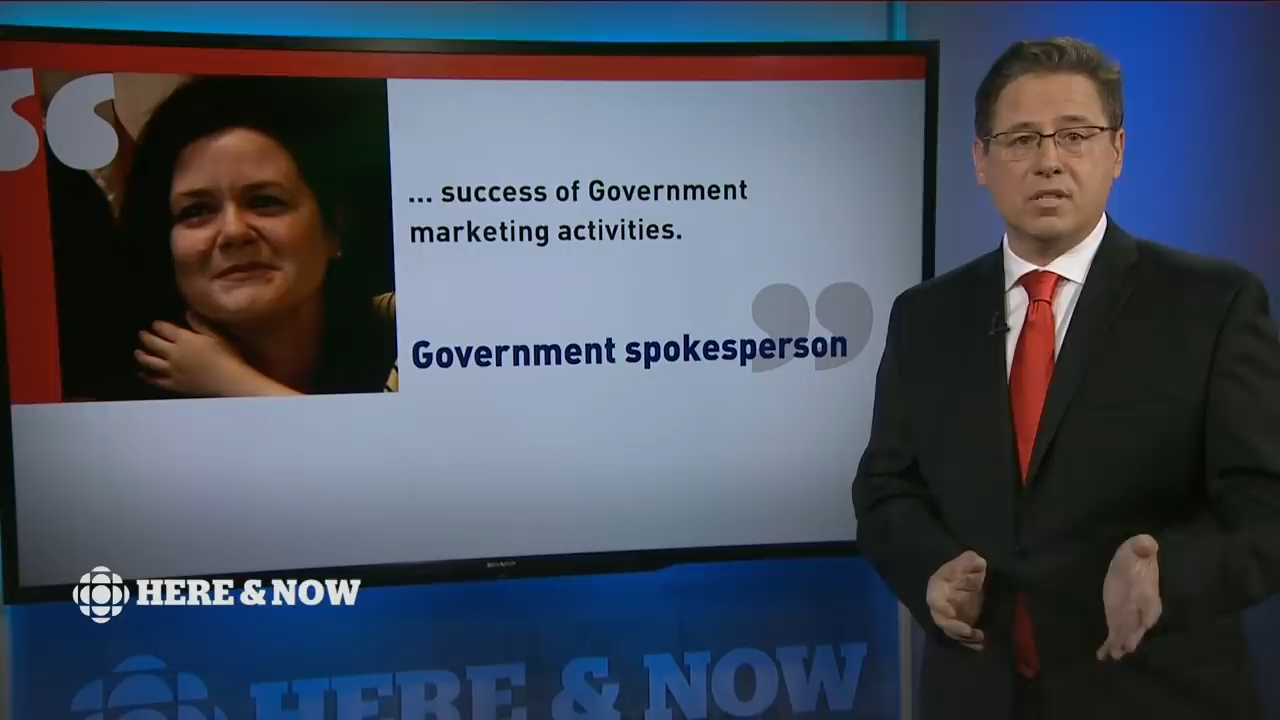 ... success of Government
marketing activities.
Government spokesperson
HERE & NOW
HERE & NOW